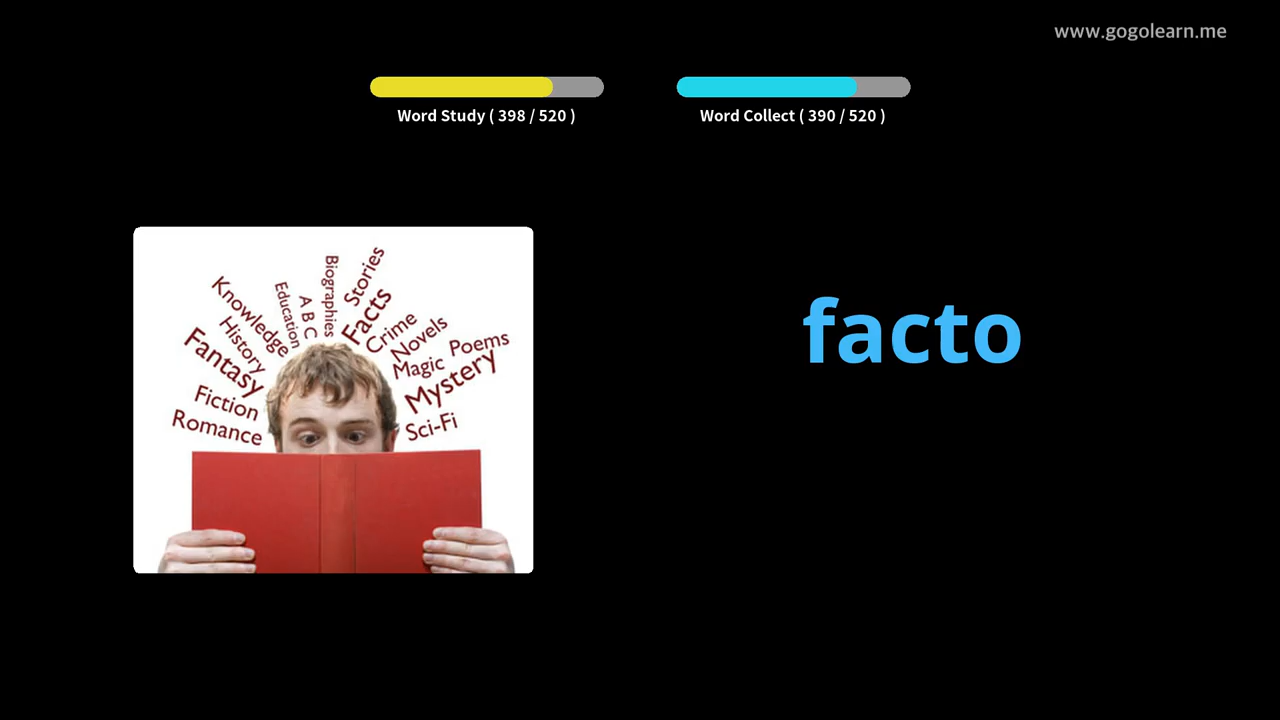 www.gogolearn.me
Word Study ( 398 / 520 )
Word Collect ( 390 / 520 )
facto
Romance
Fiction
Fantasy
History
Knowledge
Education
A B C
Biographies
Stories
Facts
Crime
Novels
Magic
Poems
Mystery
Sci-Fi